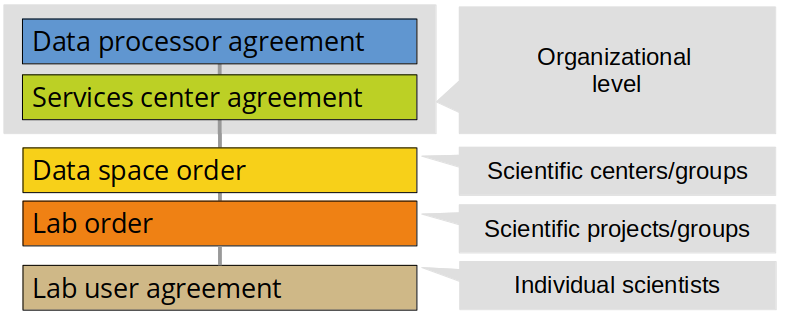 Data processor agreement
Services center agreement
Organizational
level
Data space order
Scientific centers/groups
Lab order
Scientific projects/groups
Lab user agreement
Individual scientists